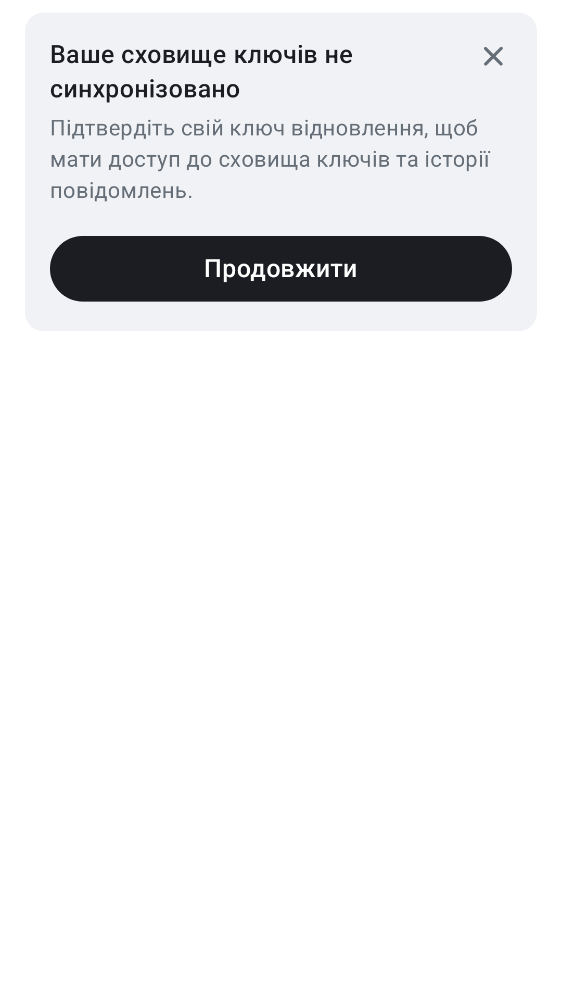 Ваше сховище ключів не
синхронізовано
Підтвердіть свій ключ відновлення, щоб
мати доступ до сховища ключів та історії
повідомлень.
Продовжити